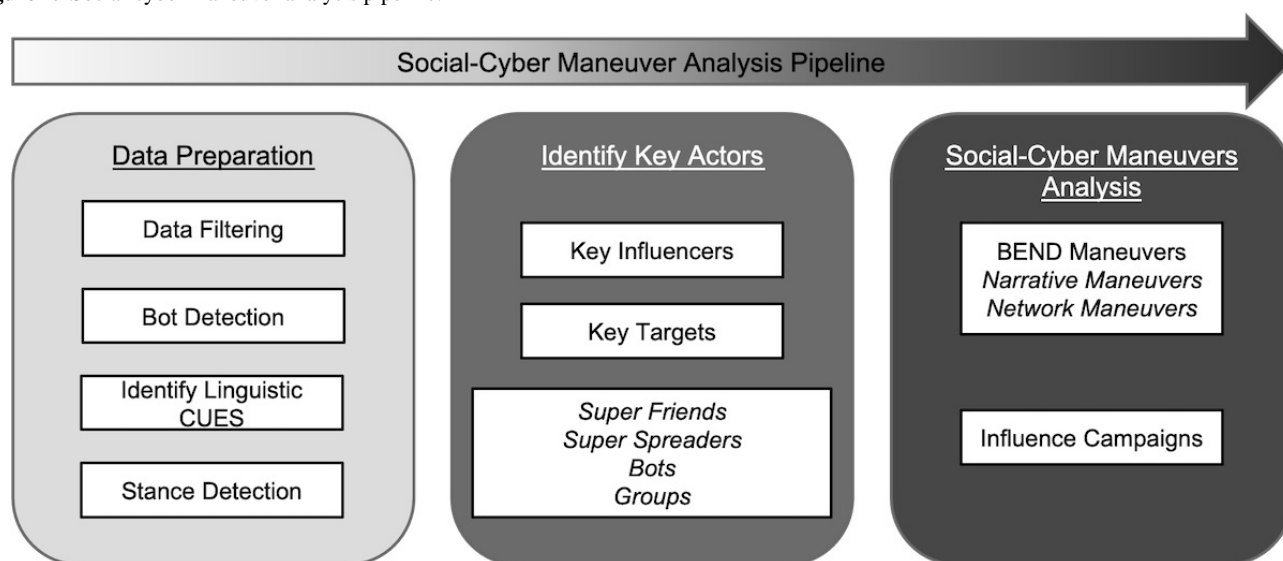 Social-Cyber Maneuver Analysis Pipeline
Data Preparation
Data Filtering
Bot Detection
Identify Linguistic
CUES
Stance Detection
Identify Key Actors
Key Influencers
Key Targets
Super Friends
Super Spreaders
Bots
Groups
Social-Cyber Maneuvers
Analysis
BEND Maneuvers
Narrative Maneuvers
Network Maneuvers
Influence Campaigns